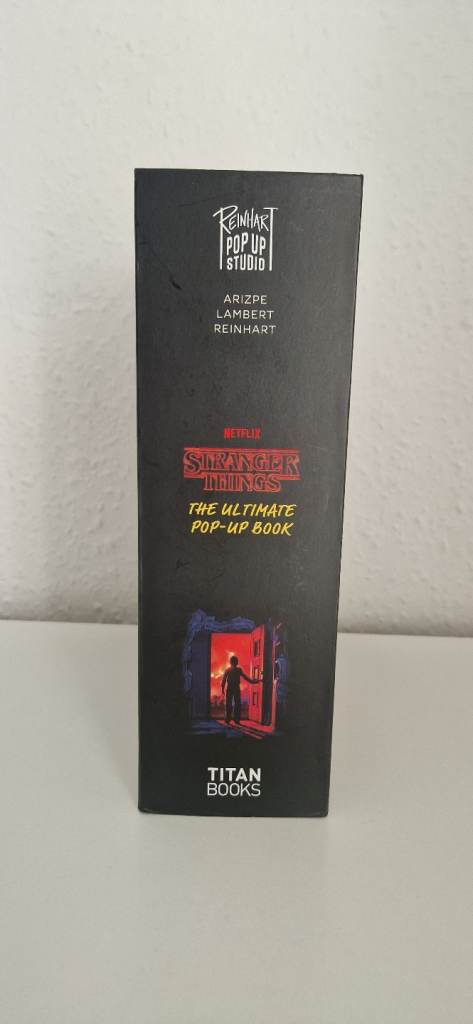 REINHART
POP UP
STUDIO
ARIZPE
LAMBERT
REINHART
NETFLIX
STRANGER
THINGS
THE ULTIMATE
POP-UP BOOK
TITAN
BOOKS